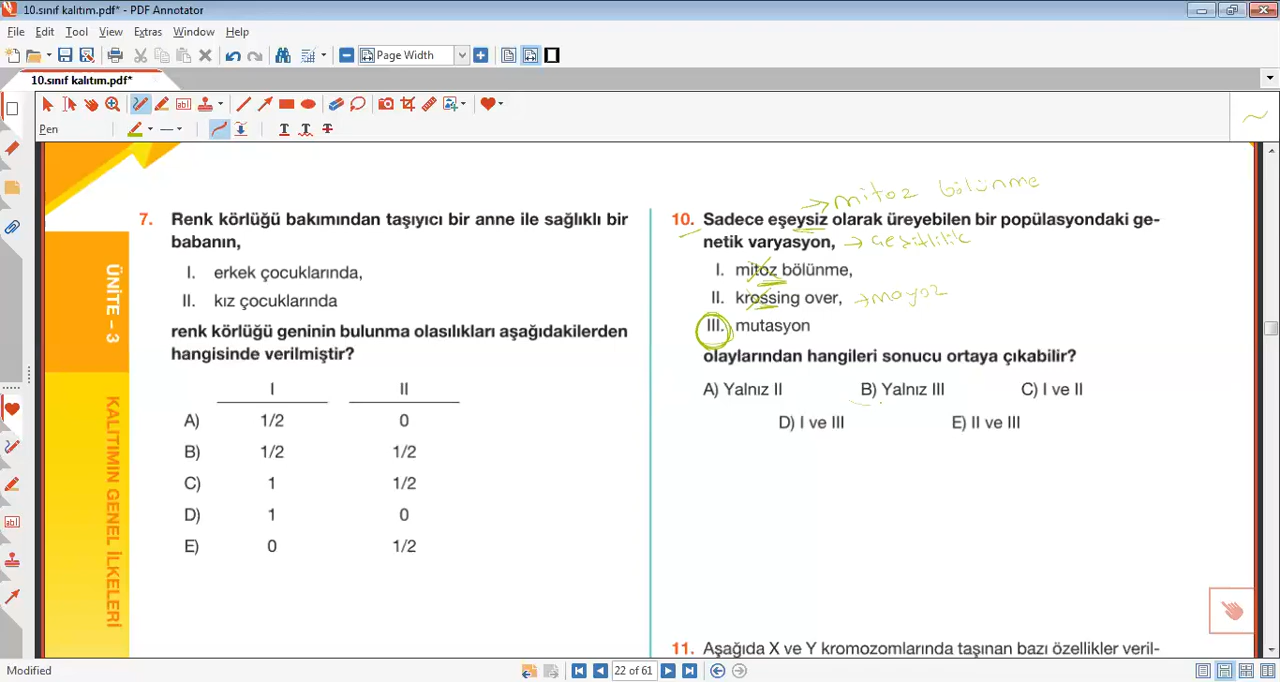 10.sınıf kalıtım.pdf* - PDF Annotator
File Edit Tool View Extras Window Help
Page Width
10.sınıf kalıtım.pdf*
Pen
ÜNİTE – 3
KALITIMIN GENEL İLKELERİ
7. Renk körlüğü bakımından taşıyıcı bir anne ile sağlıklı bir
babanın,
I. erkek çocuklarında,
II. kız çocuklarında
renk körlüğü geninin bulunma olasılıkları aşağıdakilerden
hangisinde verilmiştir?
I II
A) 1/2 0
B) 1/2 1/2
C) 1 1/2
D) 1 0
E) 0 1/2
→ mitoz bölünme
10. Sadece eşeysiz olarak üreyebilen bir popülasyondaki ge-
netik varyasyon, → çeşitlilik
I. mitoz bölünme,
II. krossing over, → mayoz
III. mutasyon
olaylarından hangileri sonucu ortaya çıkabilir?
A) Yalnız II B) Yalnız III C) I ve II
D) I ve III E) II ve III
11. Aşağıda X ve Y kromozomlarında taşınan bazı özellikler veril-
Modified
22 of 61